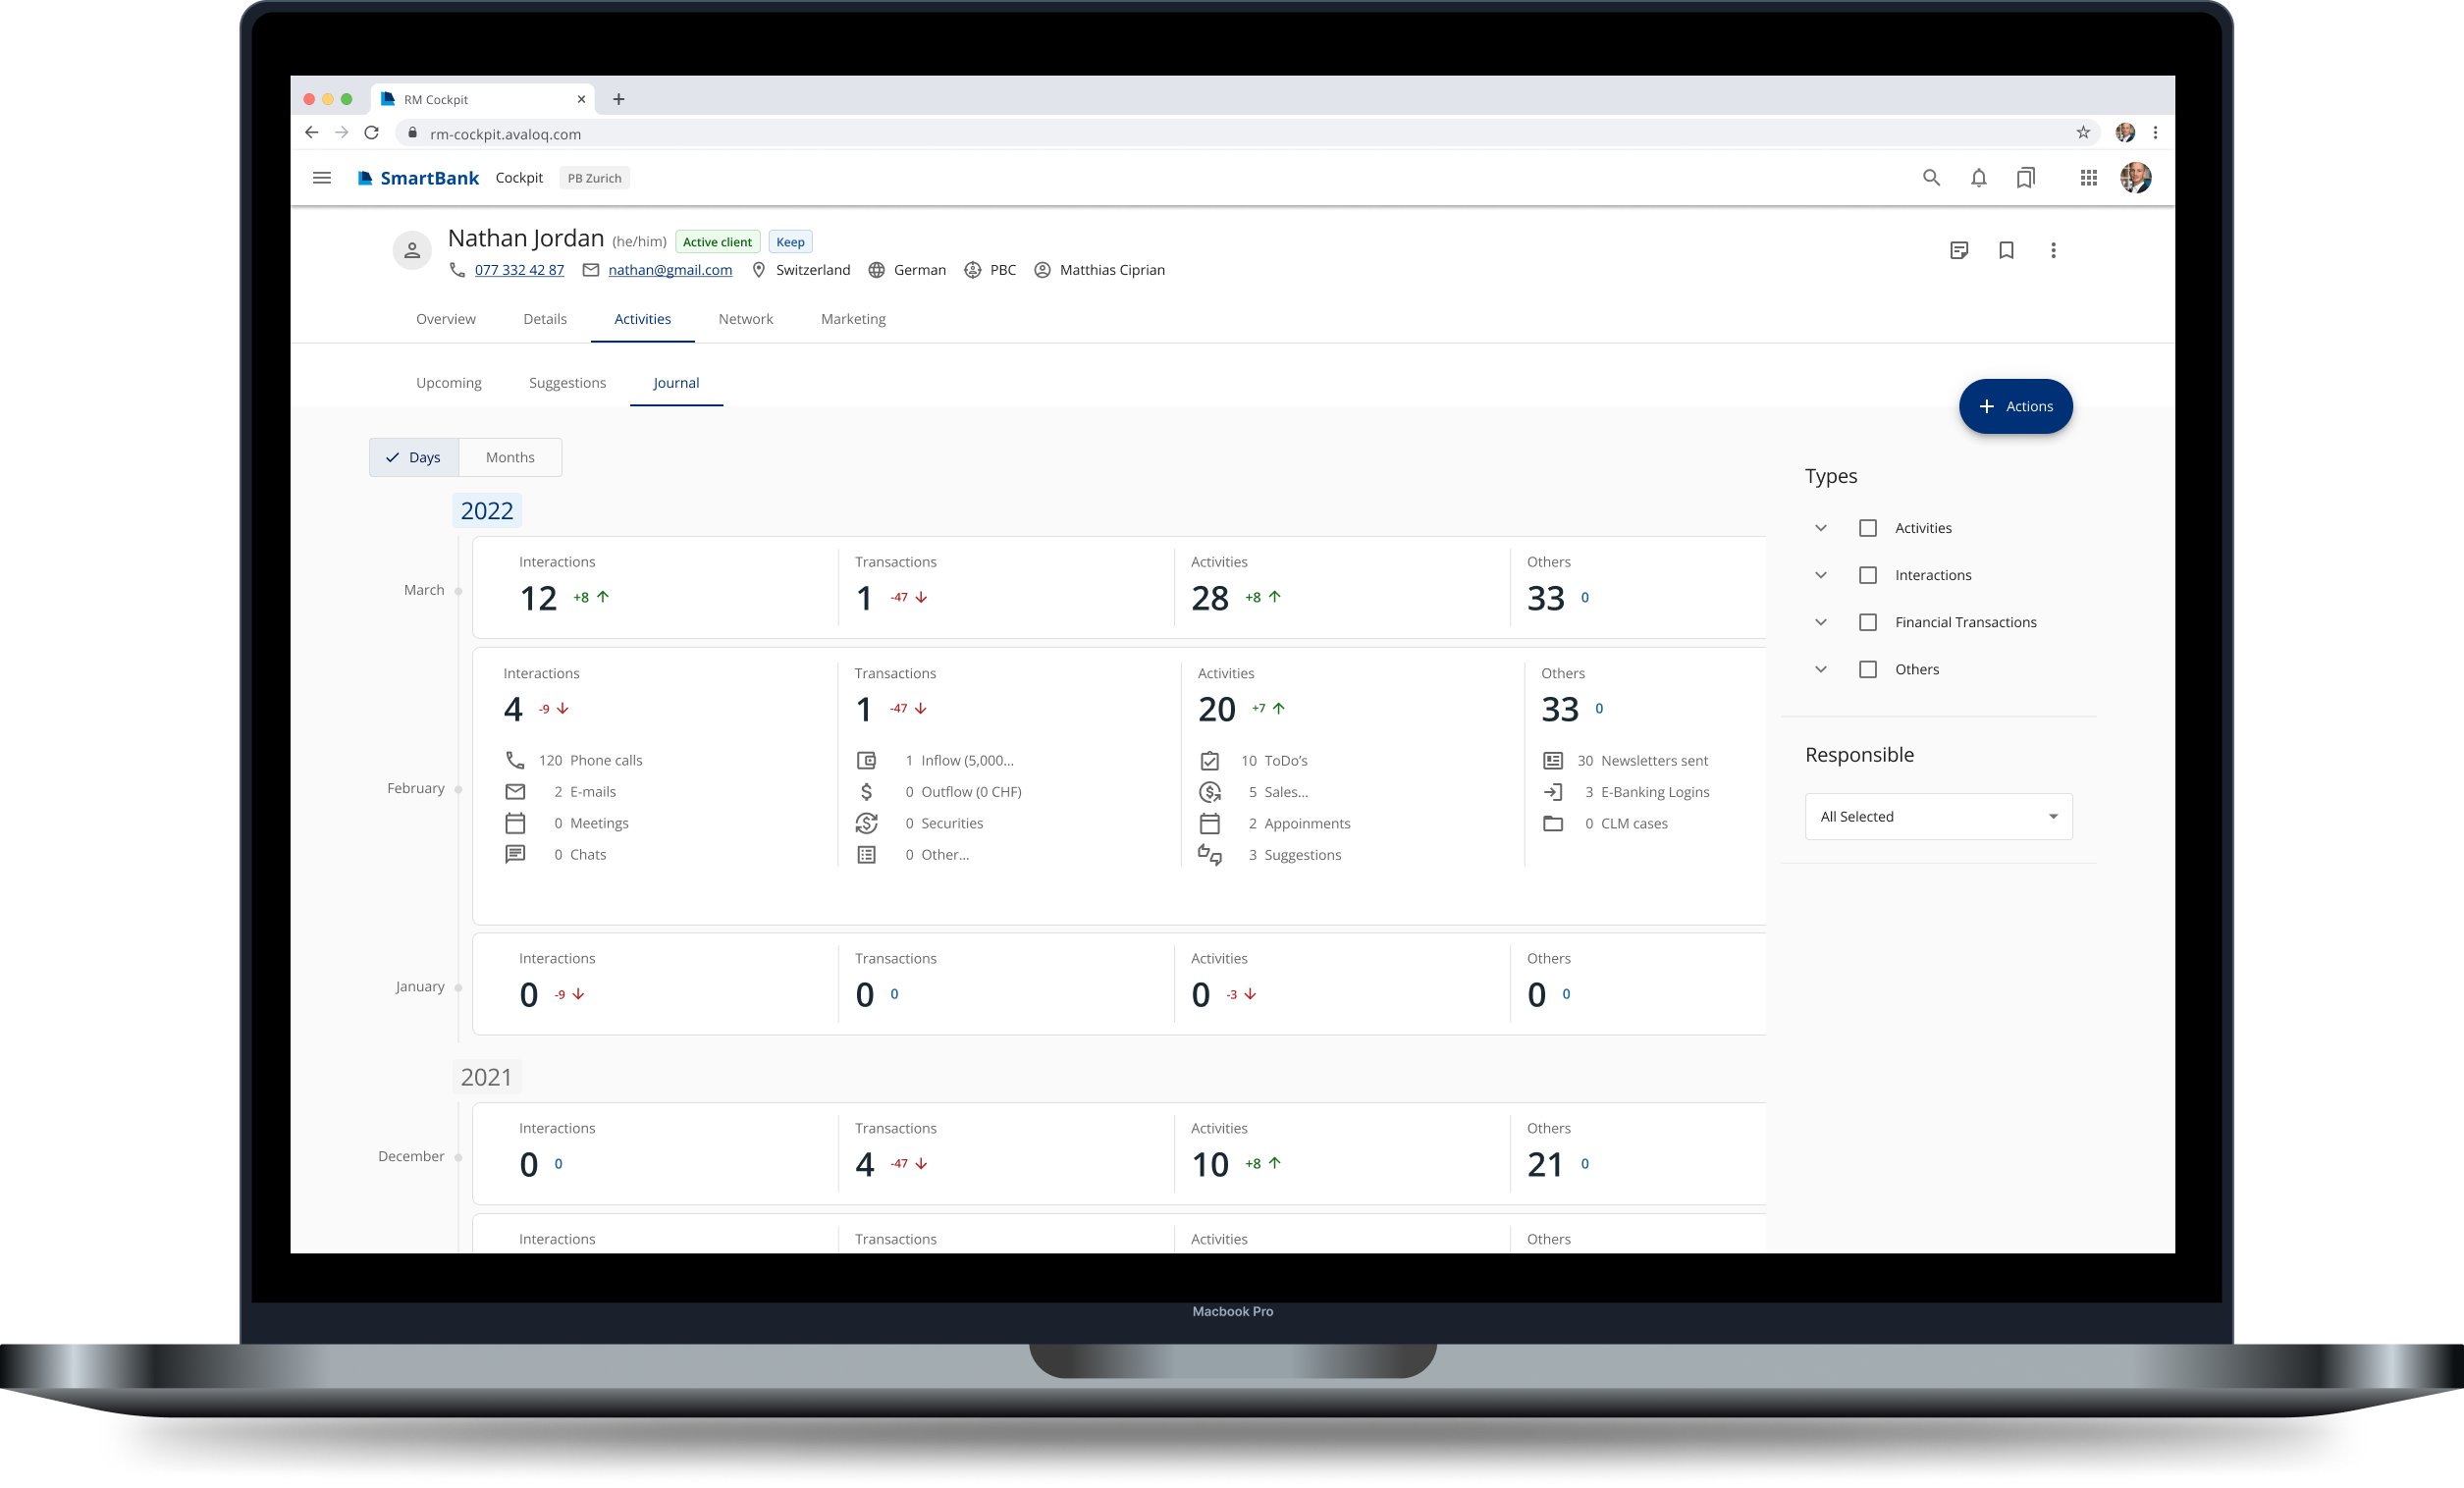 RM Cockpit
rm-cockpit.avaloq.com
SmartBank Cockpit PB Zurich
Nathan Jordan (he/him) Active client Keep
077 332 42 87 nathan@gmail.com Switzerland German PBC Matthias Ciprian
Overview Details Activities Network Marketing
Upcoming Suggestions Journal
Actions
Days Months
2022
March
Interactions Transactions Activities Others
12 +8 1 -47 28 +8 33 0
February
Interactions Transactions Activities Others
4 -9 1 -47 20 +7 33 0
120 Phone calls 1 Inflow (5,000... 10 ToDo's 30 Newsletters sent
2 E-mails 0 Outflow (0 CHF) 5 Sales... 3 E-Banking Logins
0 Meetings 0 Securities 2 Appoinments 0 CLM cases
0 Chats 0 Other... 3 Suggestions
January
Interactions Transactions Activities Others
0 -9 0 0 0 -3 0 0
2021
December
Interactions Transactions Activities Others
0 0 4 -47 10 +8 21 0
Interactions Transactions Activities Others
Types
Activities
Interactions
Financial Transactions
Others
Responsible
All Selected
Macbook Pro